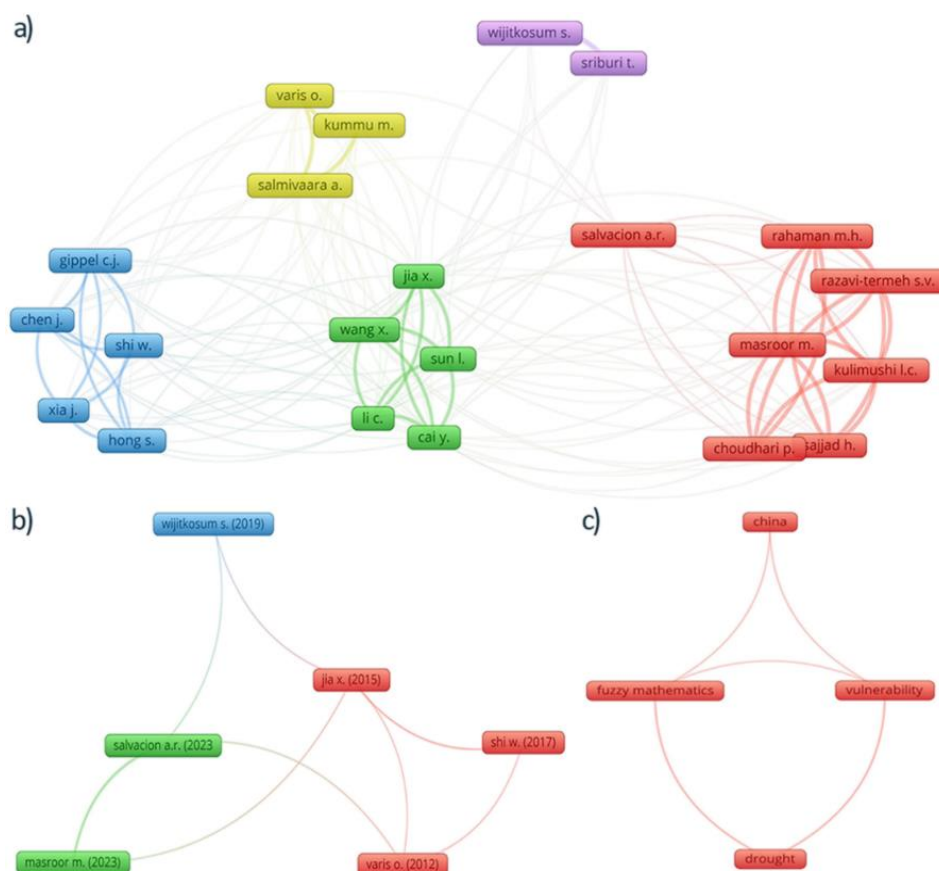 a)
wijitkosum s.
sriburi t.
varis o.
kummu m.
salmivaara a.
salvacion a.r.
rahaman m.h.
gippel c.j.
jia x.
razavi-termeh s.v.
chen j.
wang x.
shi w.
masroor m.
sun l.
kulimushi l.c.
xia j.
li c.
hong s.
cai y.
choudhari p.
sajjad h.
b)
wijitkosum s. (2019)
jia x. (2015)
salvacion a.r. (2023
shi w. (2017)
masroor m. (2023)
varis o. (2012)
c)
china
fuzzy mathematics
vulnerability
drought